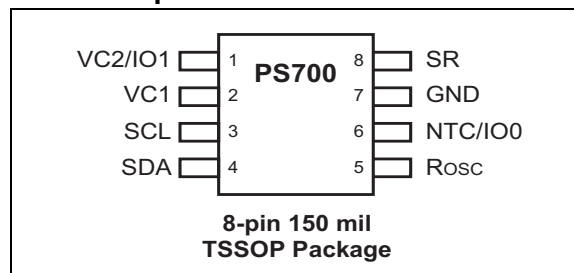 VC2/IO1 1 PS700 8 SR
VC1 2 7 GND
SCL 3 6 NTC/IO0
SDA 4 5 ROSC
8-pin 150 mil
TSSOP Package